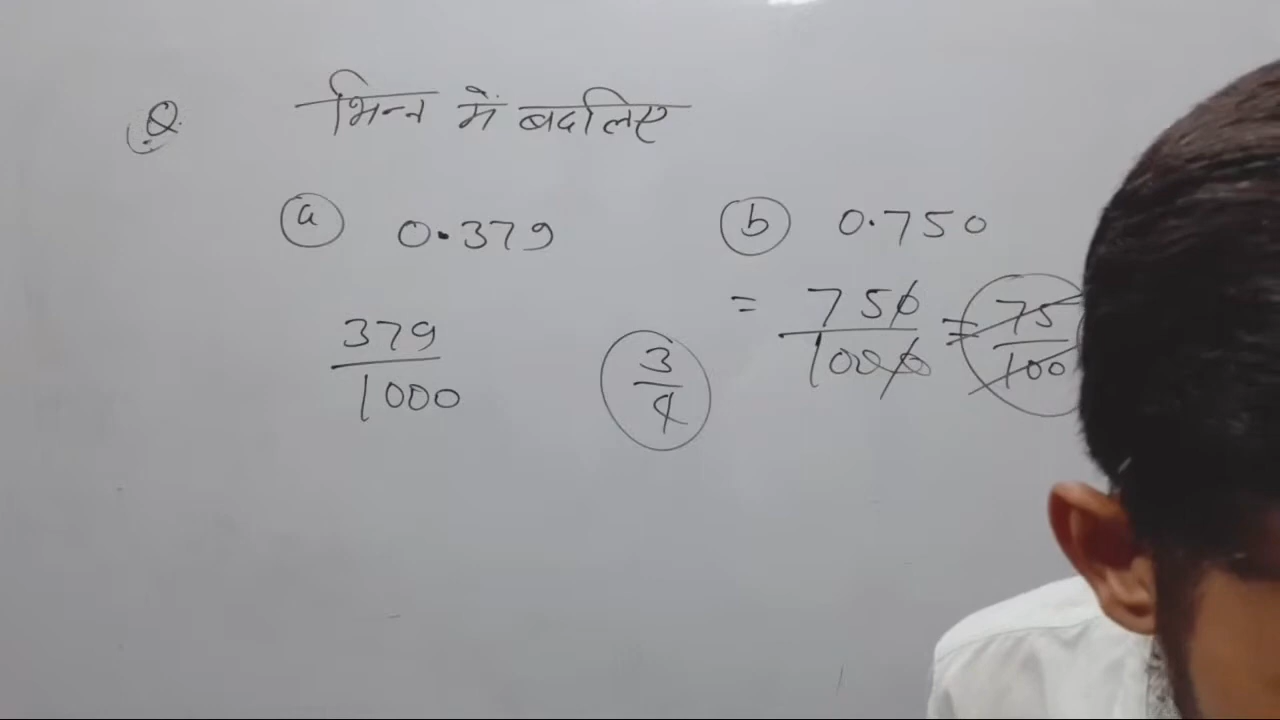 Q. भिन्न में बदलिए
a 0.379
b 0.750
379/1000
3/4
= 750/1000 = 75/100